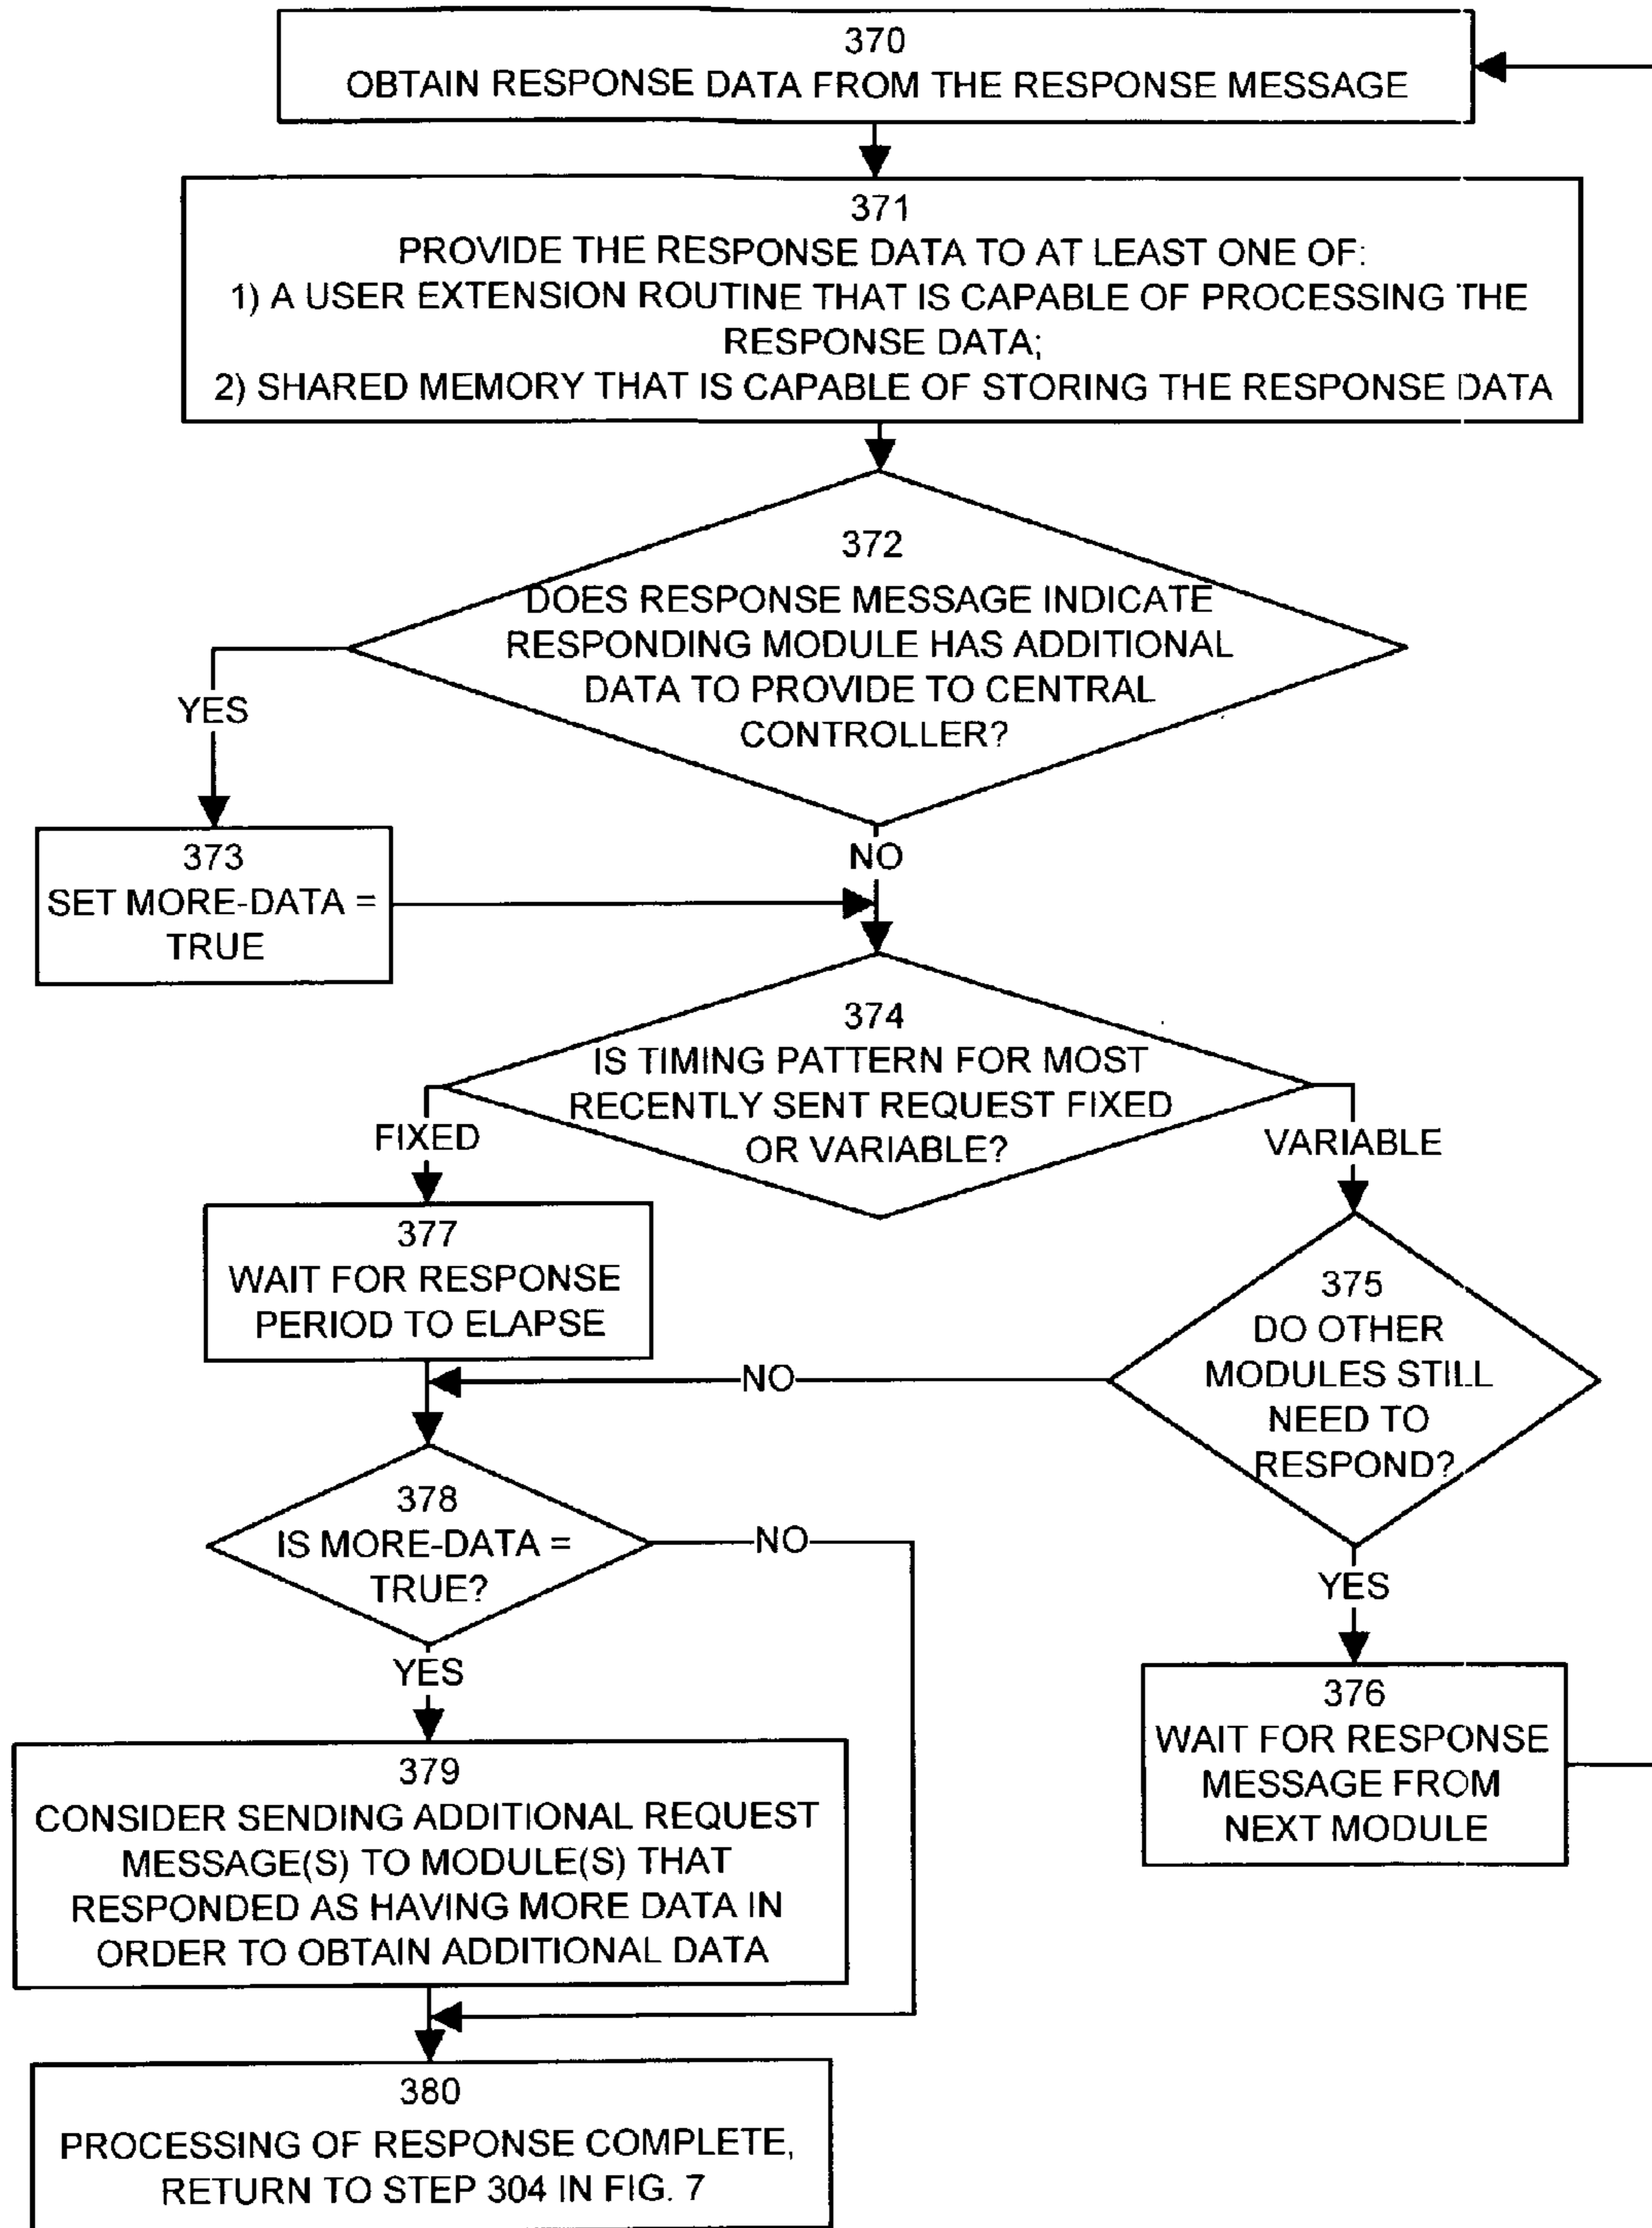 370
OBTAIN RESPONSE DATA FROM THE RESPONSE MESSAGE
371
PROVIDE THE RESPONSE DATA TO AT LEAST ONE OF:
1) A USER EXTENSION ROUTINE THAT IS CAPABLE OF PROCESSING THE
RESPONSE DATA;
2) SHARED MEMORY THAT IS CAPABLE OF STORING THE RESPONSE DATA
372
DOES RESPONSE MESSAGE INDICATE
RESPONDING MODULE HAS ADDITIONAL
DATA TO PROVIDE TO CENTRAL
CONTROLLER?
YES
NO
373
SET MORE-DATA =
TRUE
374
IS TIMING PATTERN FOR MOST
RECENTLY SENT REQUEST FIXED
OR VARIABLE?
FIXED
VARIABLE
377
WAIT FOR RESPONSE
PERIOD TO ELAPSE
375
DO OTHER
MODULES STILL
NEED TO
RESPOND?
NO
378
IS MORE-DATA =
TRUE?
NO
YES
YES
376
WAIT FOR RESPONSE
MESSAGE FROM
NEXT MODULE
379
CONSIDER SENDING ADDITIONAL REQUEST
MESSAGE(S) TO MODULE(S) THAT
RESPONDED AS HAVING MORE DATA IN
ORDER TO OBTAIN ADDITIONAL DATA
380
PROCESSING OF RESPONSE COMPLETE,
RETURN TO STEP 304 IN FIG. 7